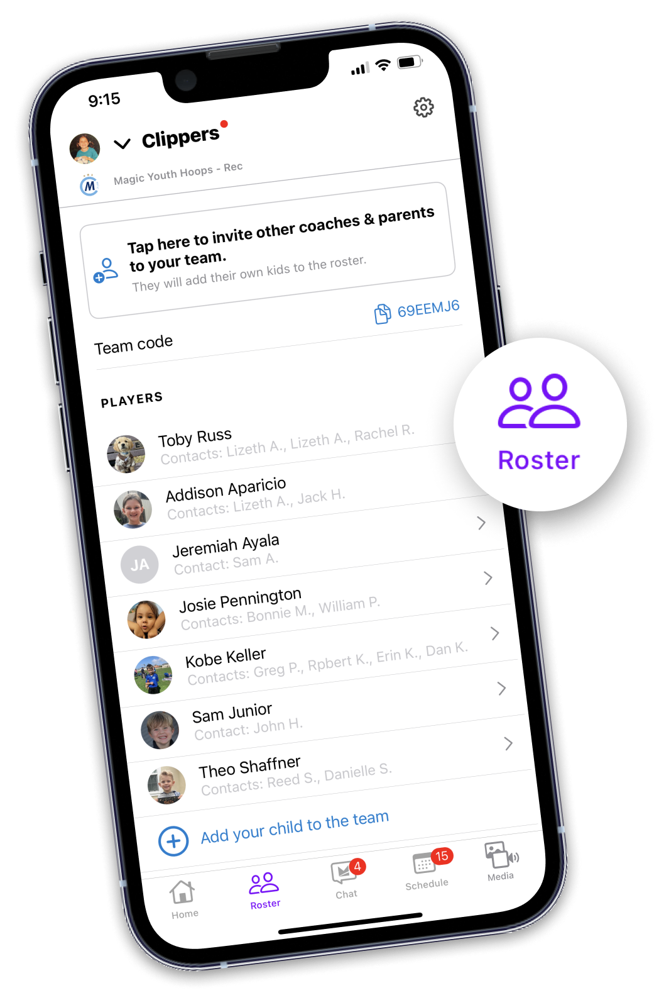 9:15
Clippers
M
Magic Youth Hoops - Rec
Tap here to invite other coaches & parents
to your team.
They will add their own kids to the roster.
Team code
69EEMJ6
PLAYERS
Toby Russ
Contacts: Lizeth A., Lizeth A., Rachel R.
Addison Aparicio
Contacts: Lizeth A., Jack H.
JA
Jeremiah Ayala
Contact: Sam A.
Josie Pennington
Contacts: Bonnie M., William P.
Kobe Keller
Contacts: Greg P., Rpbert K., Erin K., Dan K.
Sam Junior
Contact: John H.
Theo Shaffner
Contacts: Reed S., Danielle S.
Add your child to the team
Home
Roster
4
Chat
15
Schedule
Media
Roster